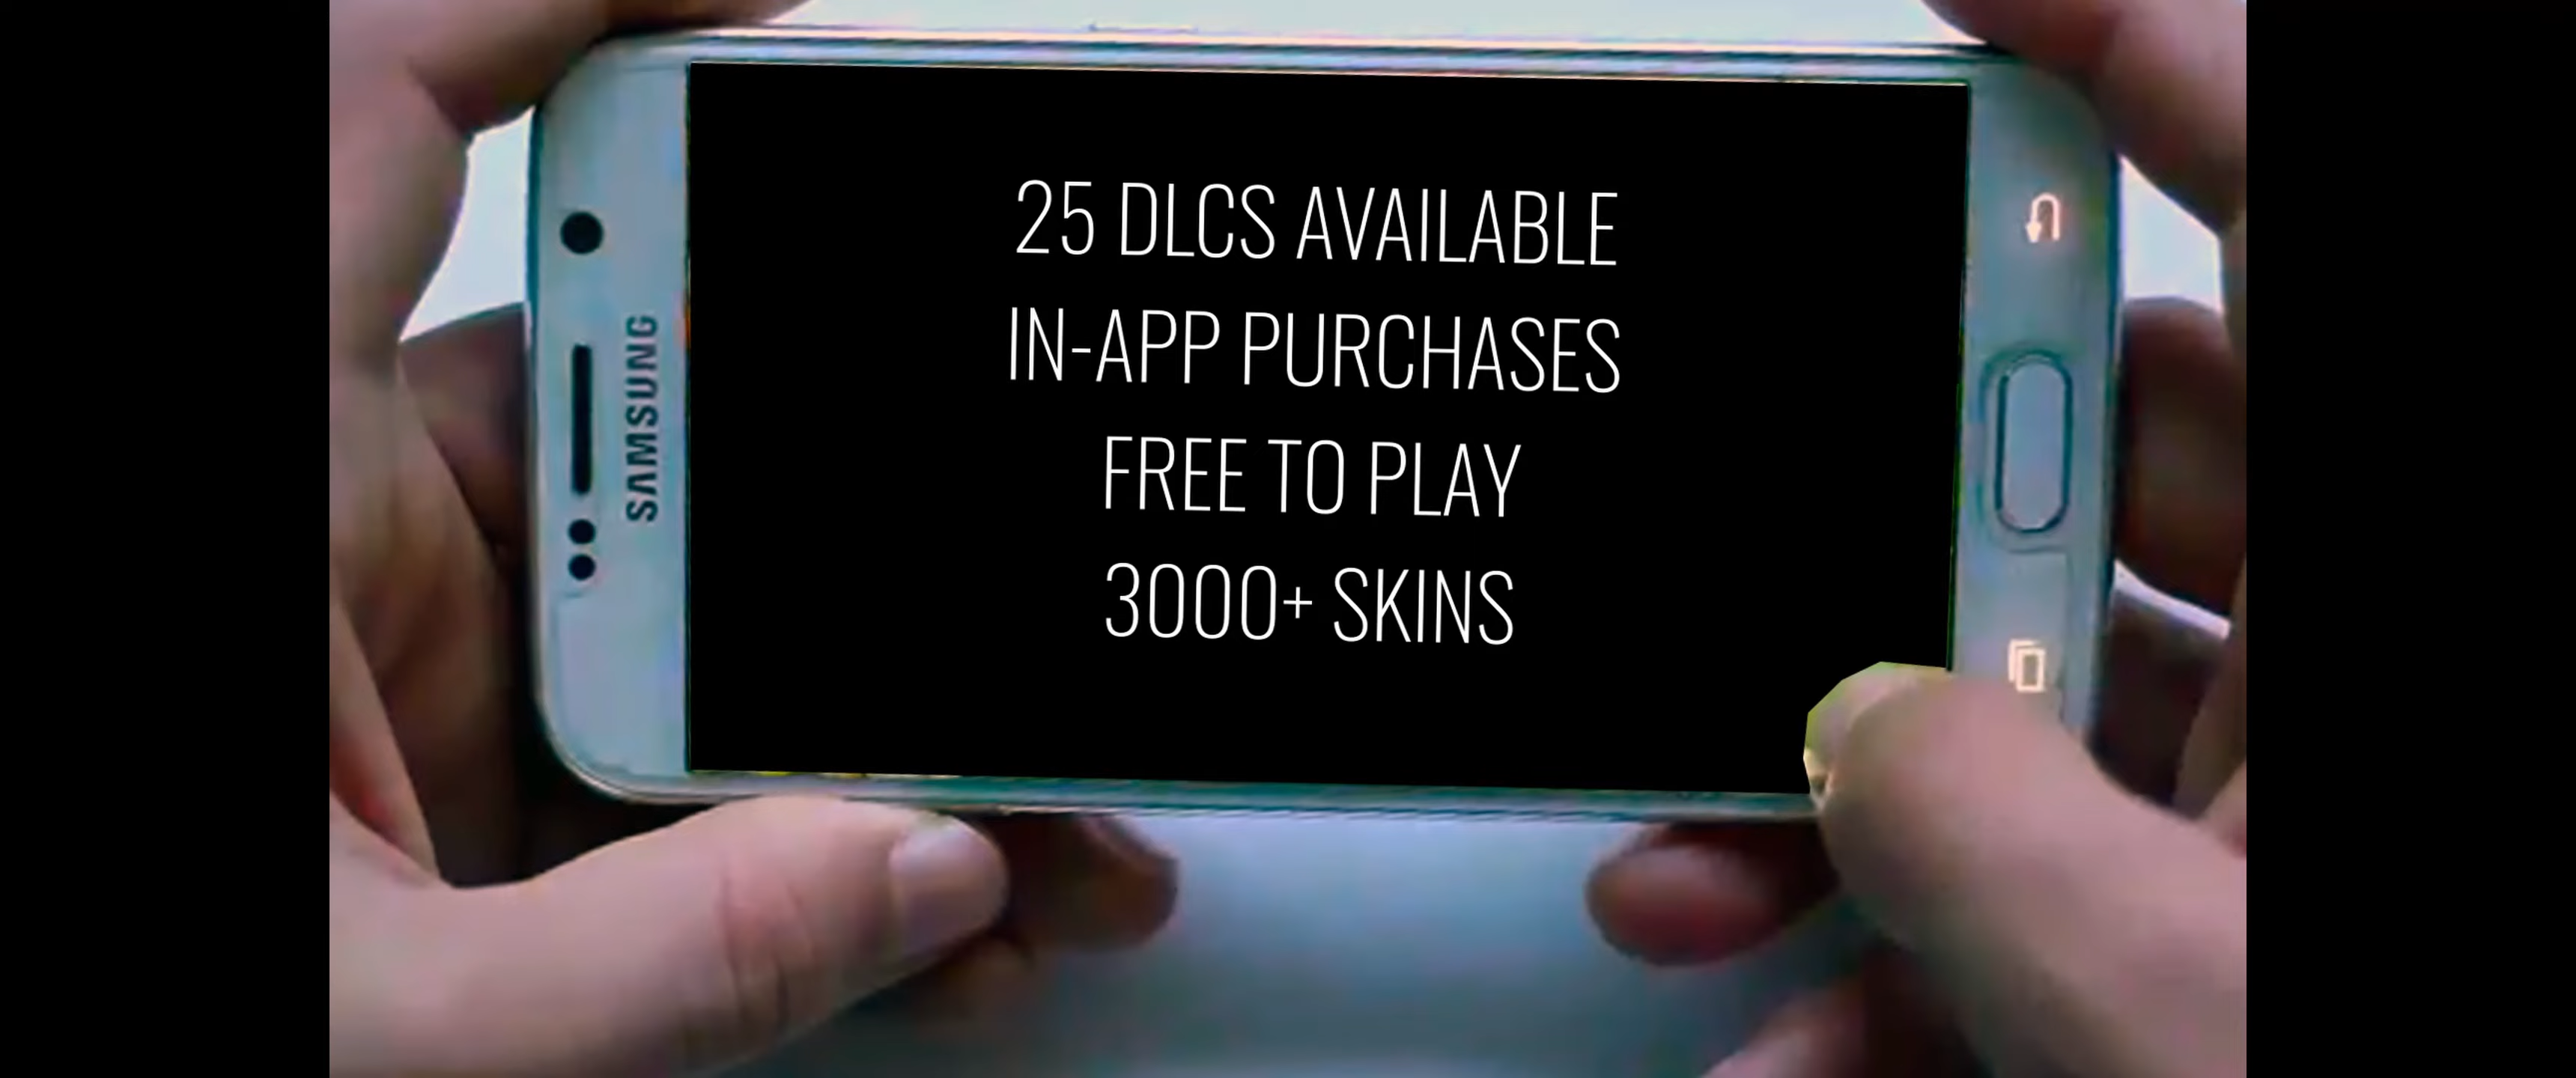 SAMSUNG
25 DLCS AVAILABLE
IN-APP PURCHASES
FREE TO PLAY
3000+ SKINS